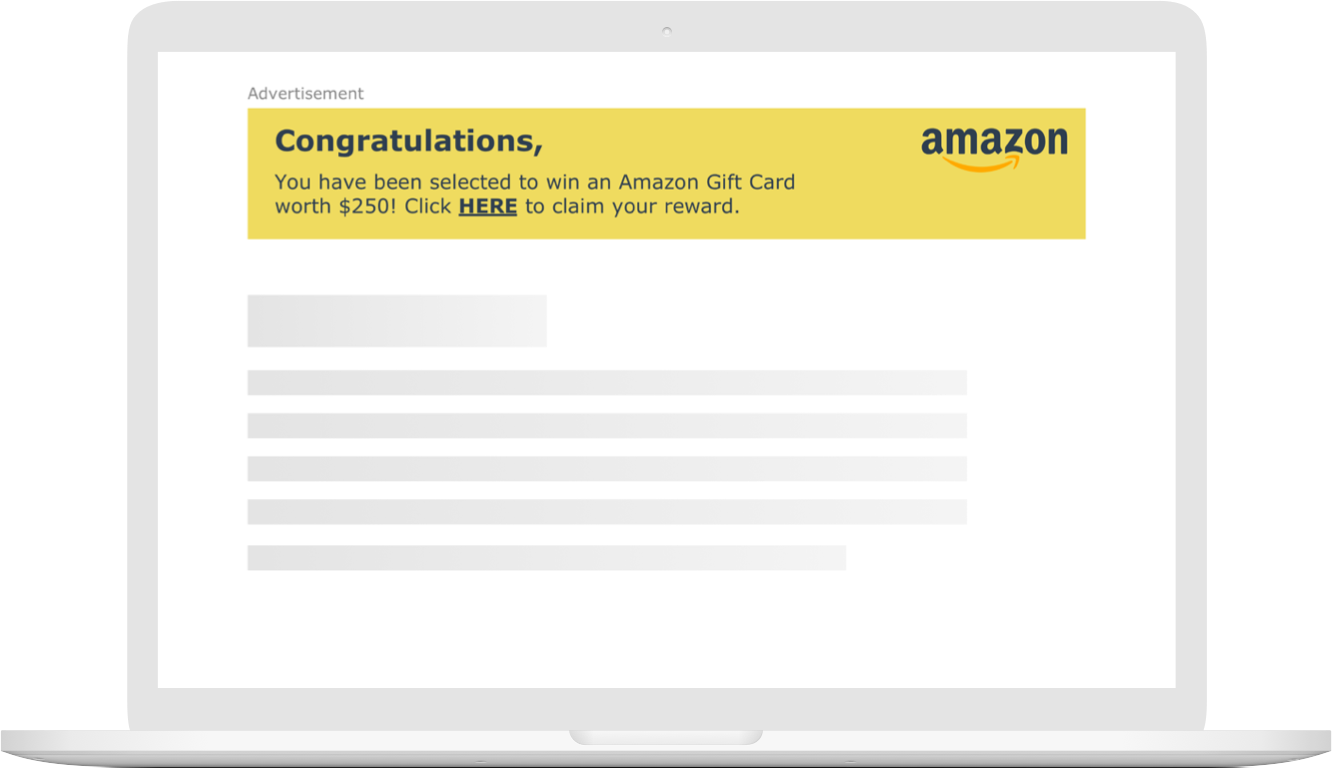 Advertisement
Congratulations,
amazon
You have been selected to win an Amazon Gift Card
worth $250! Click HERE to claim your reward.